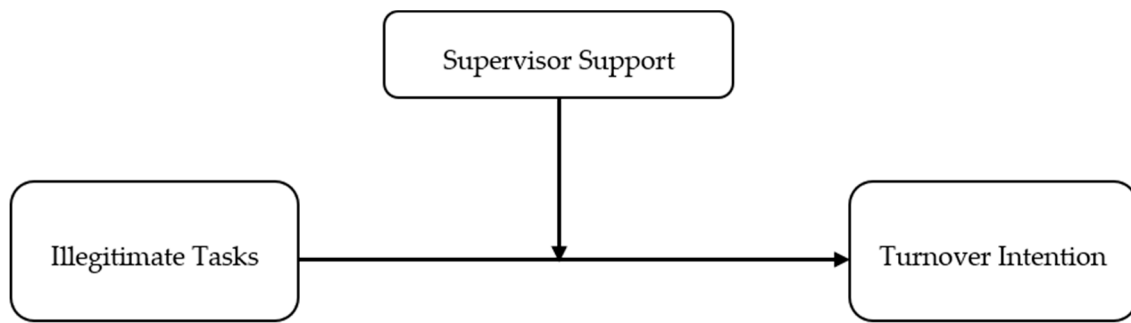 Supervisor Support
Illegitimate Tasks
Turnover Intention